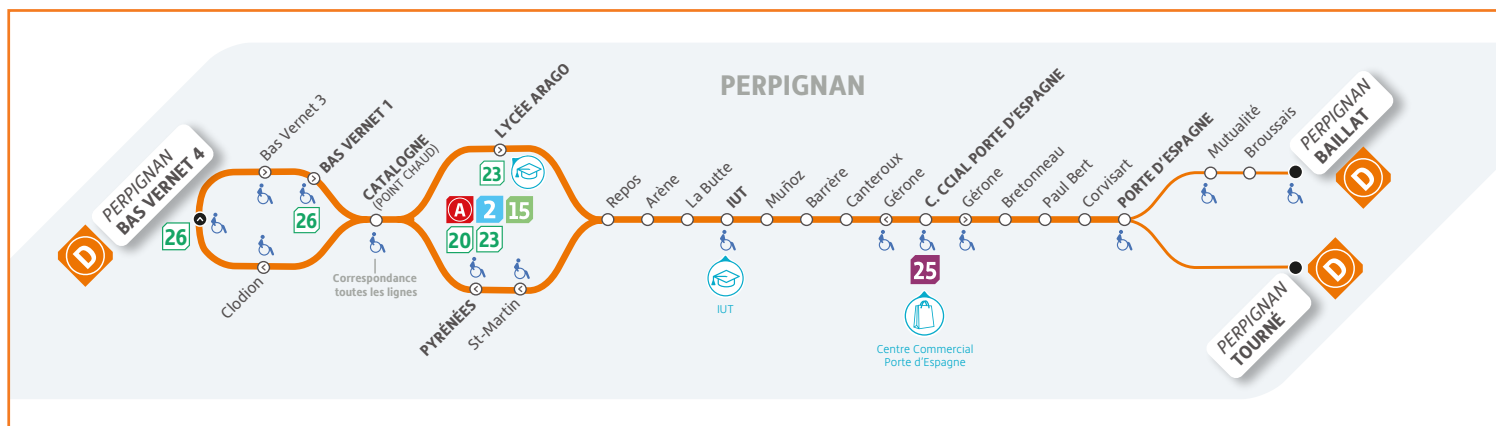 PERPIGNAN
PERPIGNAN
BAS VERNET 4
D
26
Bas Vernet 3
BAS VERNET 1
26
Clodion
CATALOGNE
(POINT CHAUD)
Correspondance
toutes les lignes
LYCÉE ARAGO
23
A 2 15
20 23
PYRÉNÉES
St-Martin
Repos
Arène
La Butte
IUT
IUT
Muñoz
Barrère
Canteroux
Gérone
C. CCIAL PORTE D'ESPAGNE
25
Centre Commercial
Porte d'Espagne
Gérone
Bretonneau
Paul Bert
Corvisart
PORTE D'ESPAGNE
Mutualité
Broussais
PERPIGNAN
BAILLAT
D
PERPIGNAN
TOURNÉ
D